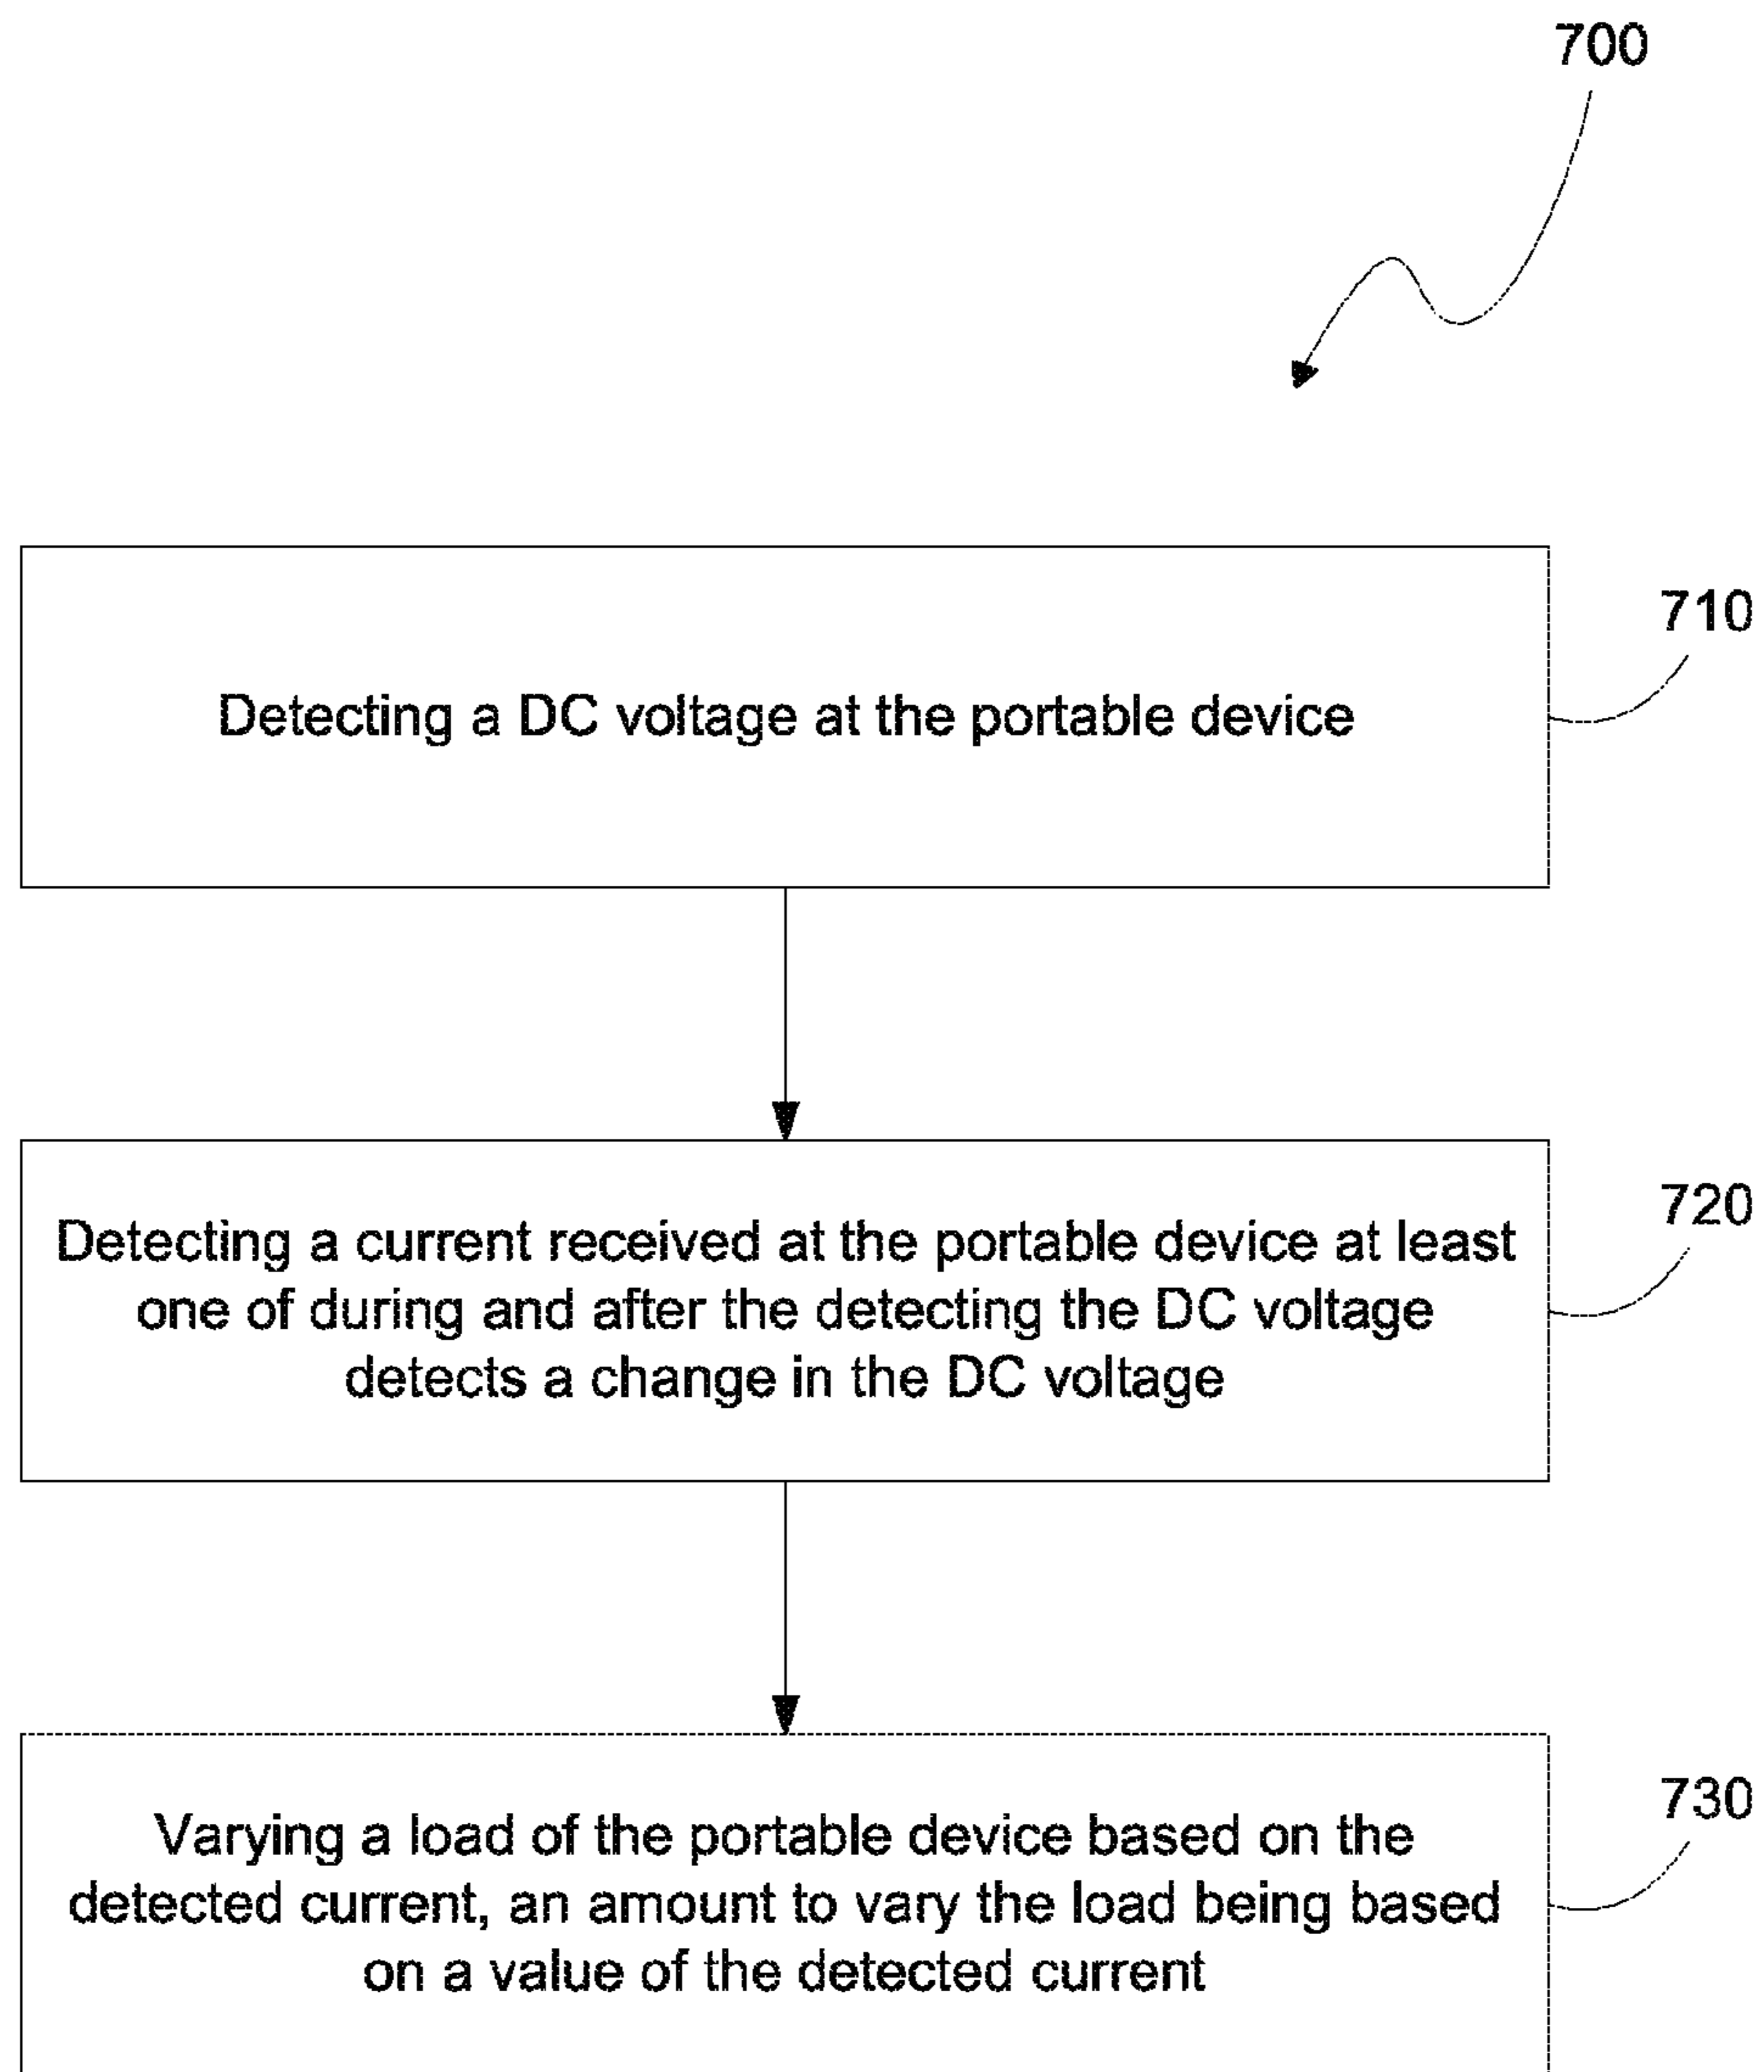 700
710
Detecting a DC voltage at the portable device
720
Detecting a current received at the portable device at least
one of during and after the detecting the DC voltage
detects a change in the DC voltage
730
Varying a load of the portable device based on the
detected current, an amount to vary the load being based
on a value of the detected current